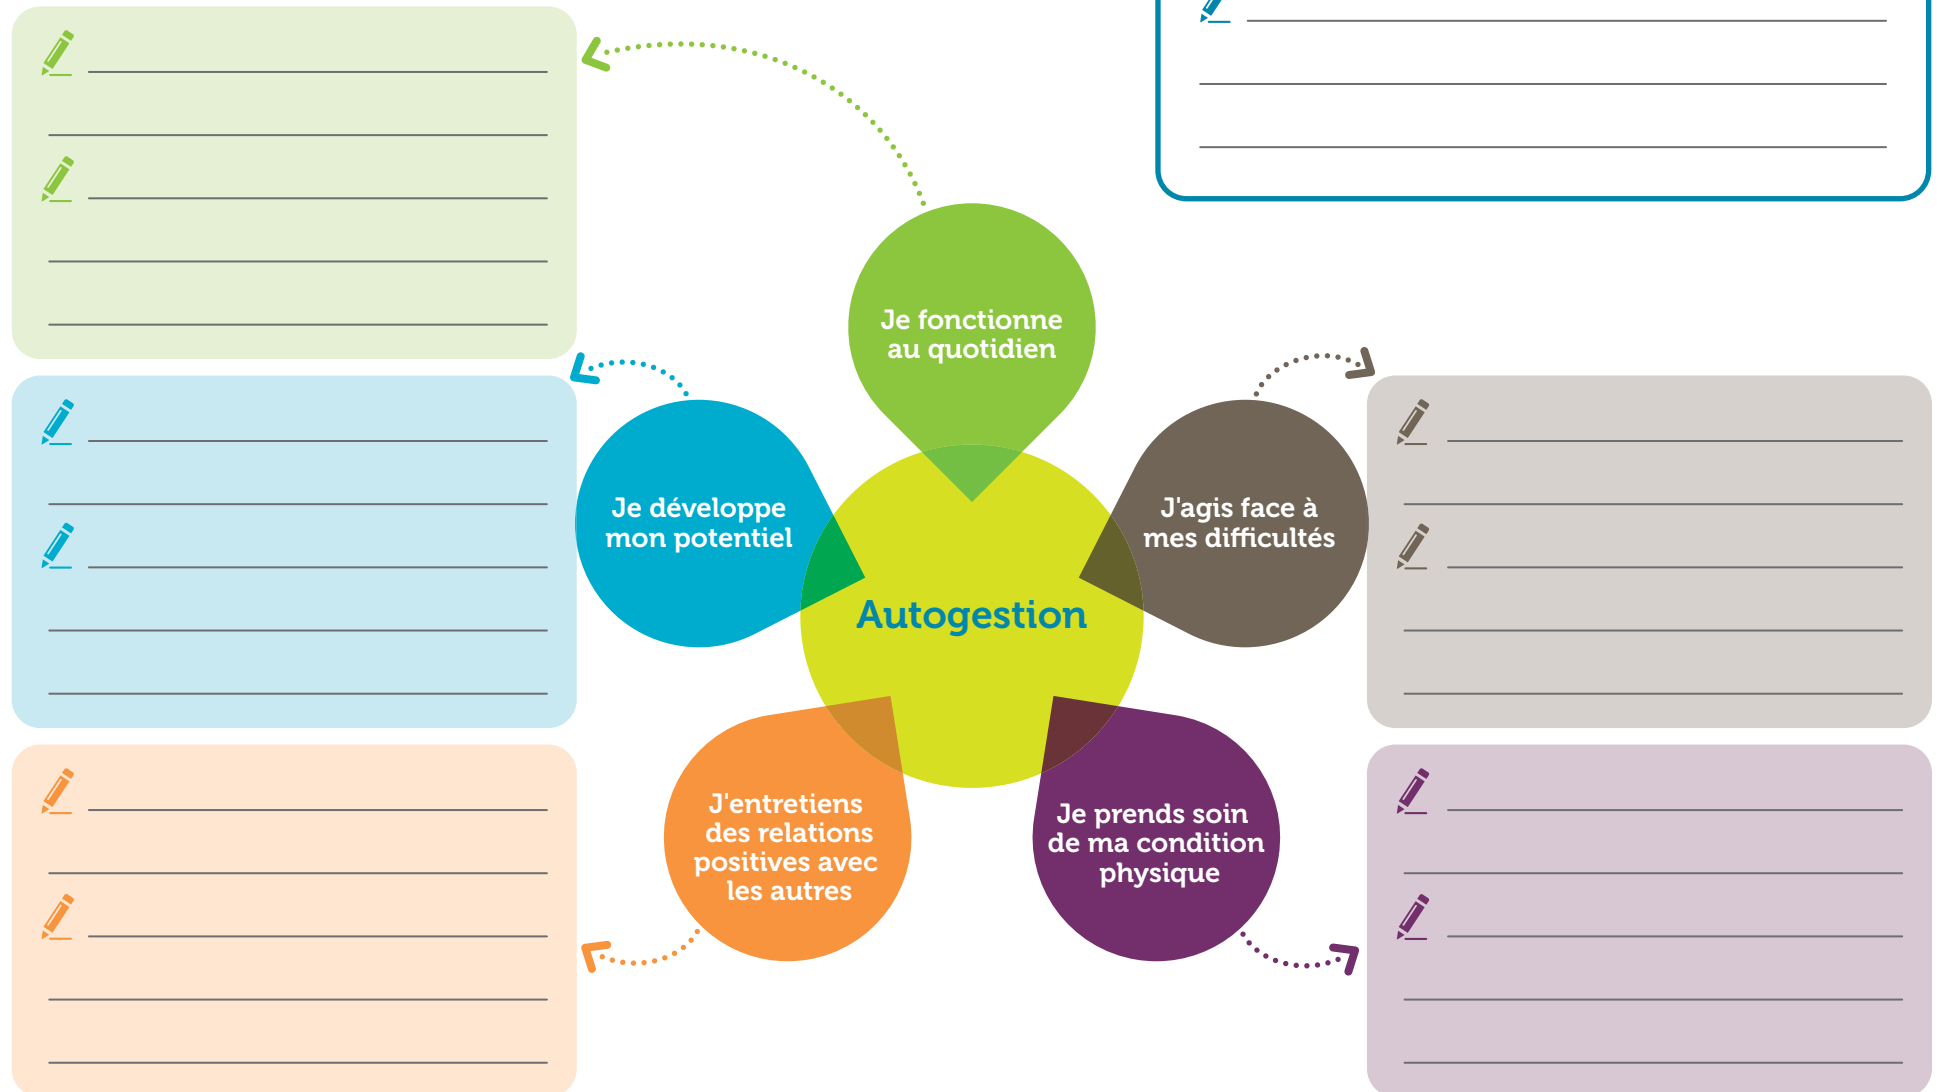 Je fonctionne
au quotidien
Je développe
mon potentiel
J'agis face à
mes difficultés
Autogestion
J'entretiens
des relations
positives avec
les autres
Je prends soin
de ma condition
physique